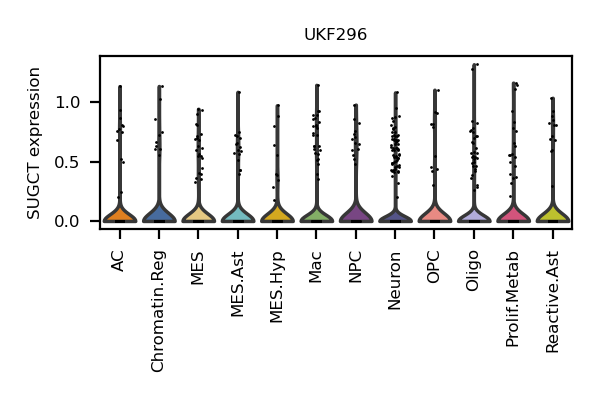 UKF296
SUGCT expression
1.0
0.5
0.0
AC
Chromatin.Reg
MES
MES.Ast
MES.Hyp
Mac
NPC
Neuron
OPC
Oligo
Prolif.Metab
Reactive.Ast